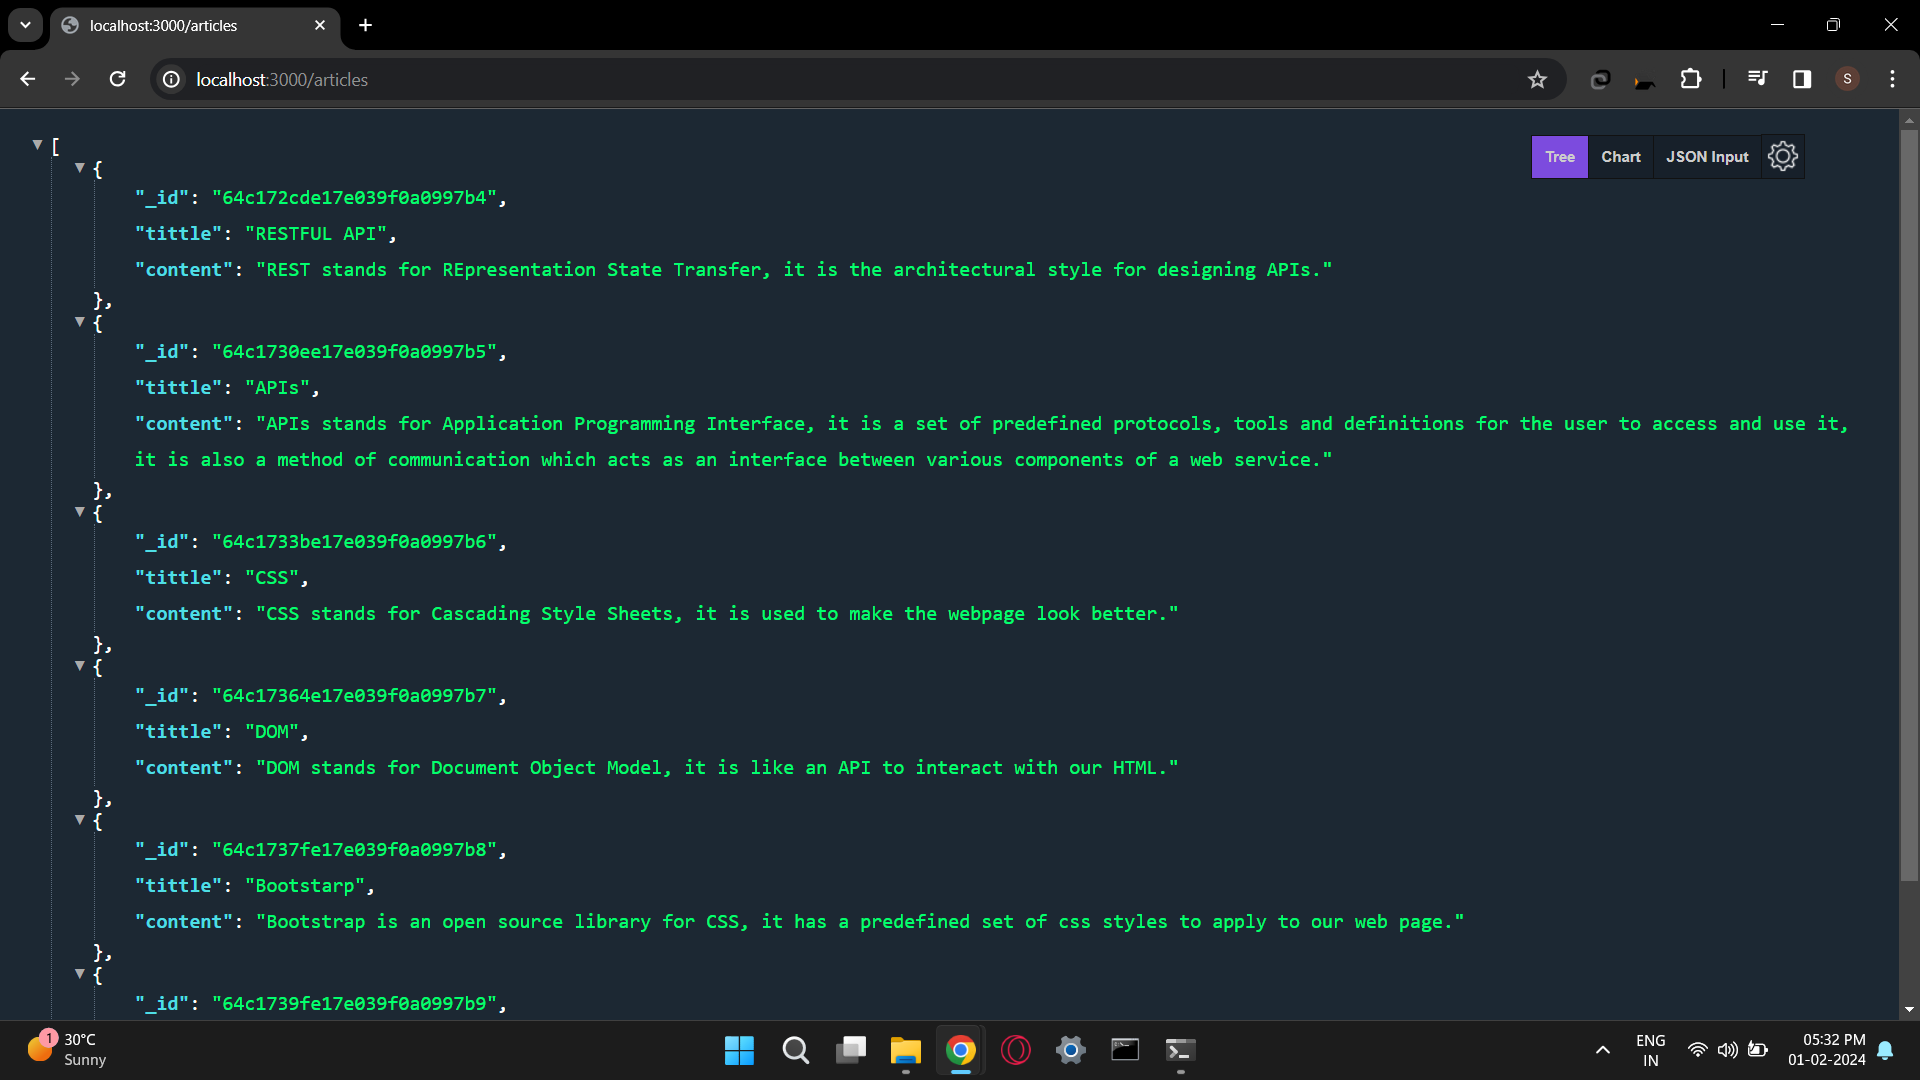 localhost:3000/articles
localhost:3000/articles
S
[
Tree Chart JSON Input
{
"_id": "64c172cde17e039f0a0997b4",
"tittle": "RESTFUL API",
"content": "REST stands for REpresentation State Transfer, it is the architectural style for designing APIs."
},
{
"_id": "64c1730ee17e039f0a0997b5",
"tittle": "APIs",
"content": "APIs stands for Application Programming Interface, it is a set of predefined protocols, tools and definitions for the user to access and use it,
it is also a method of communication which acts as an interface between various components of a web service."
},
{
"_id": "64c1733be17e039f0a0997b6",
"tittle": "CSS",
"content": "CSS stands for Cascading Style Sheets, it is used to make the webpage look better."
},
{
"_id": "64c17364e17e039f0a0997b7",
"tittle": "DOM",
"content": "DOM stands for Document Object Model, it is like an API to interact with our HTML."
},
{
"_id": "64c1737fe17e039f0a0997b8",
"tittle": "Bootstarp",
"content": "Bootstrap is an open source library for CSS, it has a predefined set of css styles to apply to our web page."
},
{
"_id": "64c1739fe17e039f0a0997b9",
1
30°C
Sunny
ENG
IN
05:32 PM
01-02-2024